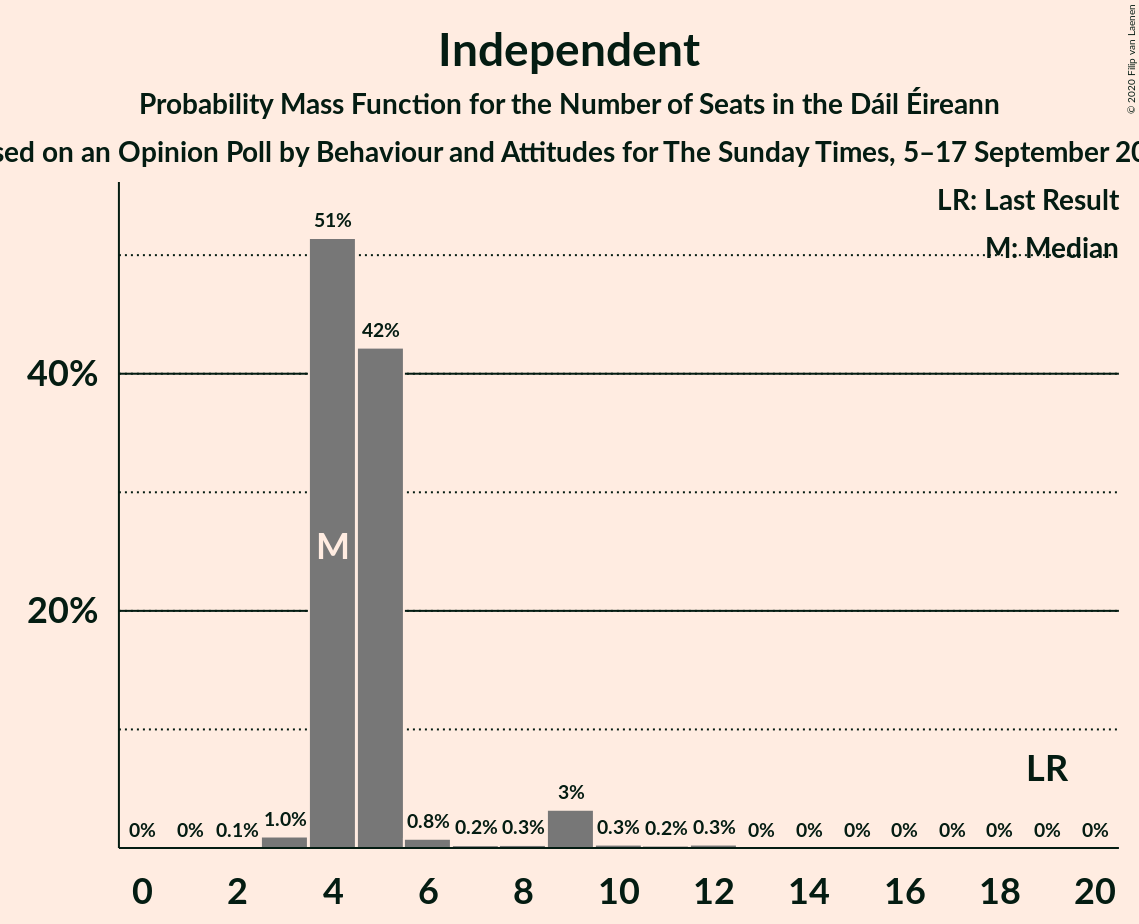 Independent
Probability Mass Function for the Number of Seats in the Dáil Éireann
sed on an Opinion Poll by Behaviour and Attitudes for The Sunday Times, 5–17 September 20
© 2020 Filip van Laenen
LR: Last Result
M: Median
51%
42%
40%
M
20%
LR
0% 0% 0.1% 1.0% 0.8% 0.2% 0.3% 3% 0.3% 0.2% 0.3% 0% 0% 0% 0% 0% 0% 0% 0%
0 2 4 6 8 10 12 14 16 18 20